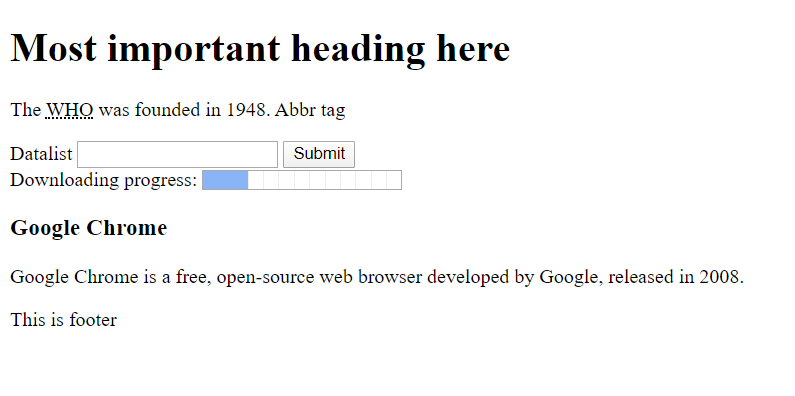 Most important heading here
The WHO was founded in 1948. Abbr tag
Datalist Submit
Downloading progress:
Google Chrome
Google Chrome is a free, open-source web browser developed by Google, released in 2008.
This is footer